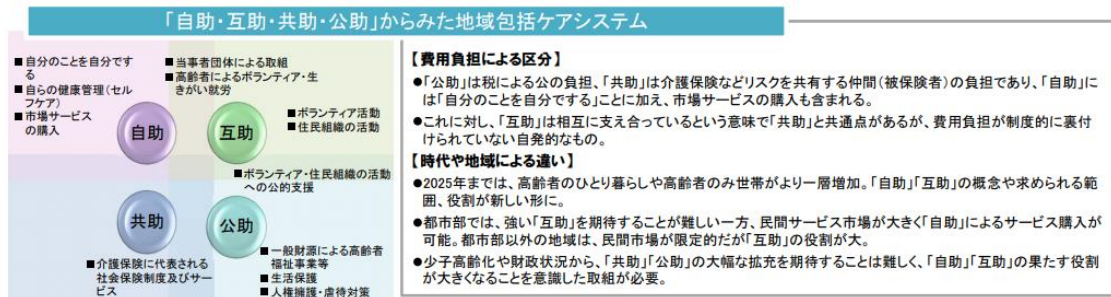 「自助・互助・共助・公助」からみた地域包括ケアシステム
■自分のことを自分です
る
■自らの健康管理(セル
フケア)
■市場サービス
の購入
■当事者団体による取組
■高齢者によるボランティア・生
きがい就労
■ボランティア活動
■住民組織の活動
自助
互助
■ボランティア・住民組織の活動
への公的支援
共助
公助
■介護保険に代表される
社会保険制度及びサー
ビス
■一般財源による高齢者
福祉事業等
■生活保護
■人権擁護・虐待対策
【費用負担による区分】
●「公助」は税による公の負担、「共助」は介護保険などリスクを共有する仲間(被保険者)の負担であり、「自助」に
は「自分のことを自分でする」ことに加え、市場サービスの購入も含まれる。
●これに対し、「互助」は相互に支え合っているという意味で「共助」と共通点があるが、費用負担が制度的に裏付
けられていない自発的なもの。
【時代や地域による違い】
●2025年までは、高齢者のひとり暮らしや高齢者のみ世帯がより一層増加。「自助」「互助」の概念や求められる範
囲、役割が新しい形に。
●都市部では、強い「互助」を期待することが難しい一方、民間サービス市場が大きく「自助」によるサービス購入が
可能。都市部以外の地域は、民間市場が限定的だが「互助」の役割が大。
●少子高齢化や財政状況から、「共助」「公助」の大幅な拡充を期待することは難しく、「自助」「互助」の果たす役割
が大きくなることを意識した取組が必要。